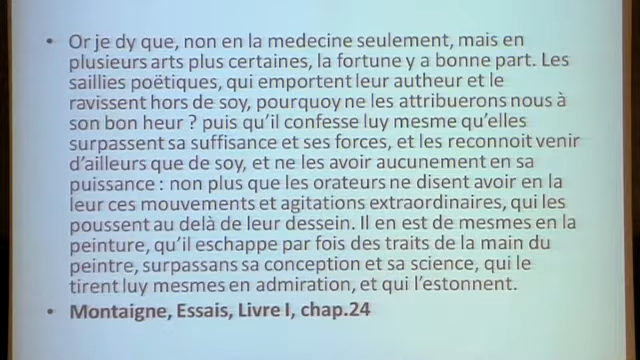 • Or je dy que, non en la medecine seulement, mais en
plusieurs arts plus certaines, la fortune y a bonne part. Les
saillies poëtiques, qui emportent leur autheur et le
ravissent hors de soy, pourquoy ne les attribuerons nous à
son bon heur ? puis qu'il confesse luy mesme qu'elles
surpassent sa suffisance et ses forces, et les reconnoit venir
d'ailleurs que de soy, et ne les avoir aucunement en sa
puissance : non plus que les orateurs ne disent avoir en la
leur ces mouvements et agitations extraordinaires, qui les
poussent au delà de leur dessein. Il en est de mesmes en la
peinture, qu'il eschappe par fois des traits de la main du
peintre, surpassans sa conception et sa science, qui le
tirent luy mesmes en admiration, et qui l'estonnent.
• Montaigne, Essais, Livre I, chap.24